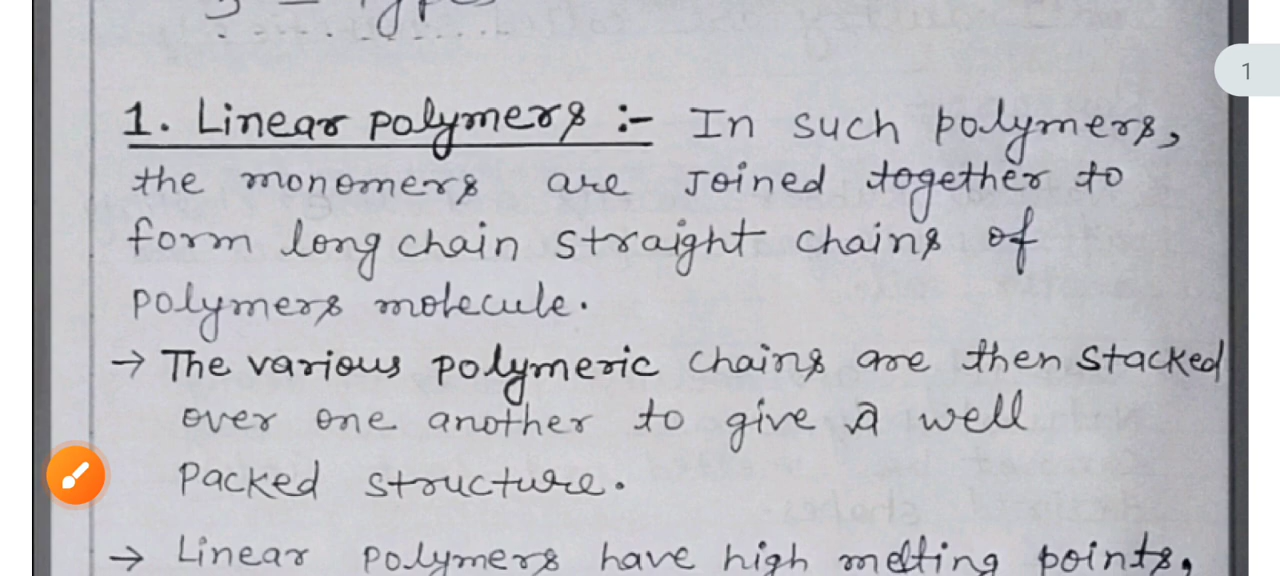 1
1. Linear polymers :- In such polymers,
the monomers are Joined together to
form long chain straight chains of
polymers molecule.
→ The various polymeric chains are then stacked
over one another to give a well
Packed structure.
→ Linear polymers have high melting points,